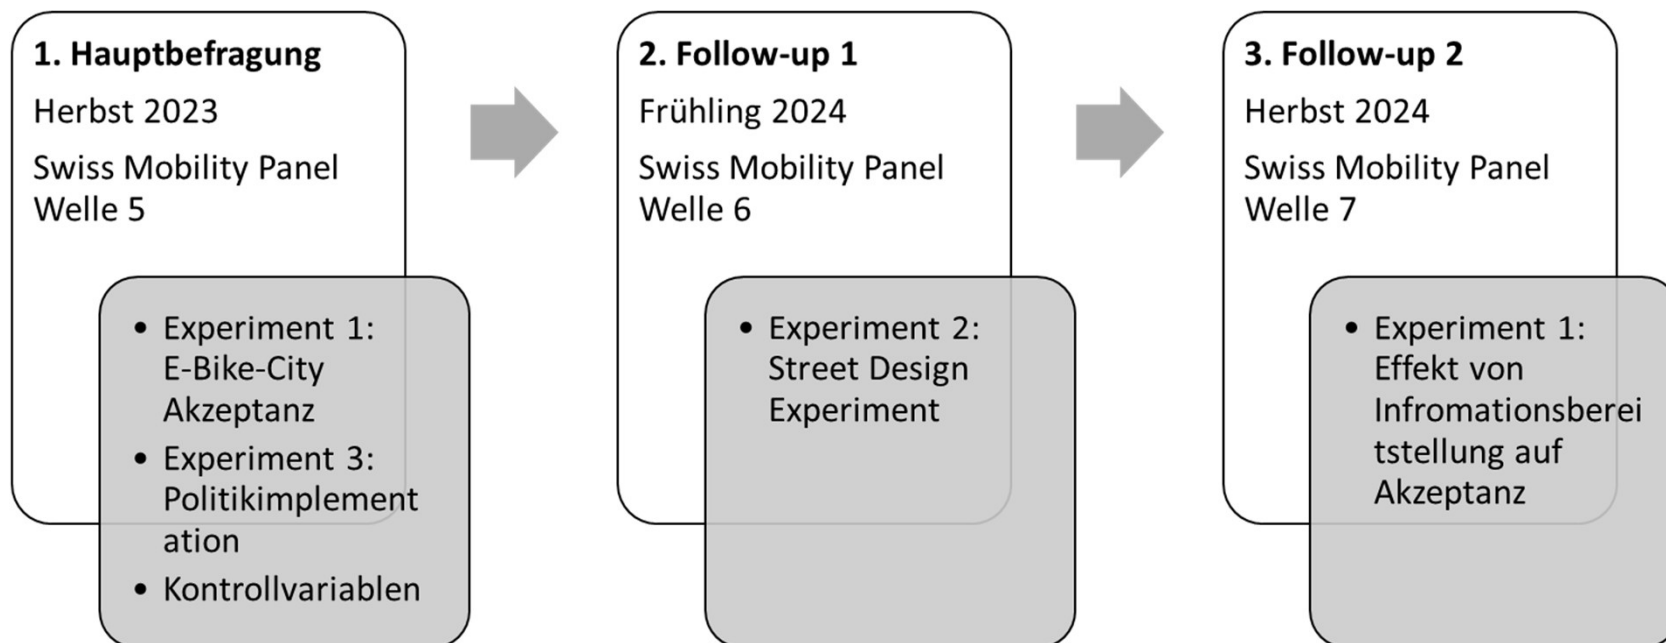 1. Hauptbefragung
Herbst 2023
Swiss Mobility Panel
Welle 5
• Experiment 1:
E-Bike-City
Akzeptanz
• Experiment 3:
Politikimplement
ation
• Kontrollvariablen
2. Follow-up 1
Frühling 2024
Swiss Mobility Panel
Welle 6
• Experiment 2:
Street Design
Experiment
3. Follow-up 2
Herbst 2024
Swiss Mobility Panel
Welle 7
• Experiment 1:
Effekt von
Infromationsberei
tstellung auf
Akzeptanz